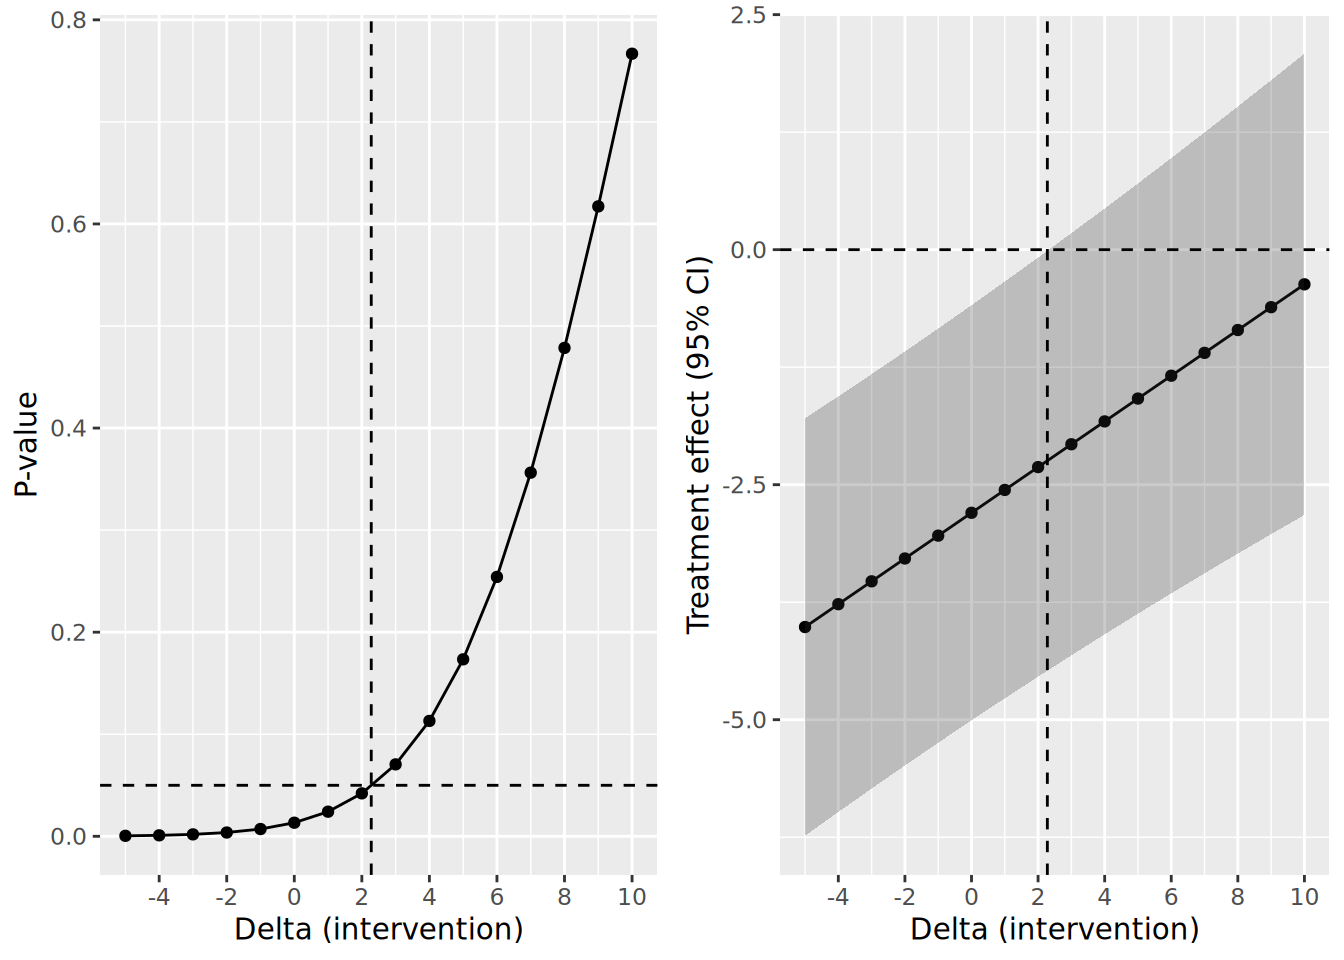 0.8
0.6
0.4
0.2
0.0
P-value
-4 -2 0 2 4 6 8 10
Delta (intervention)
2.5
0.0
-2.5
-5.0
Treatment effect (95% CI)
-4 -2 0 2 4 6 8 10
Delta (intervention)